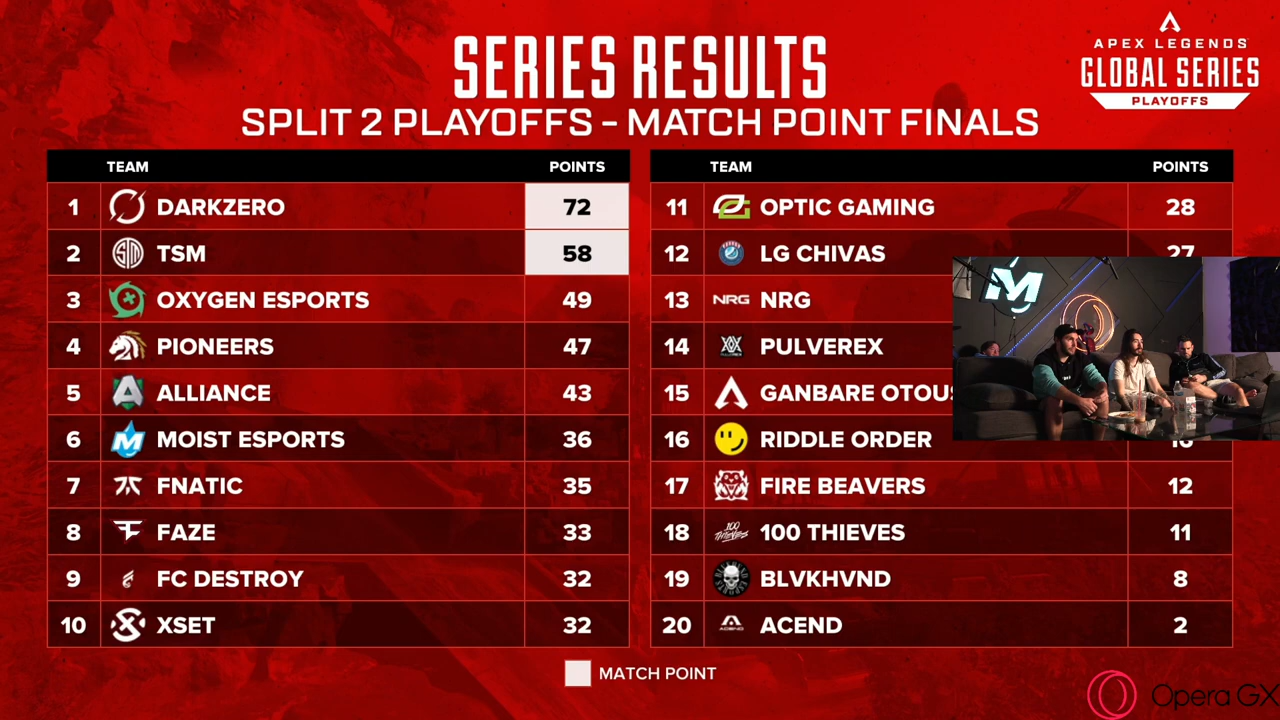 SERIES RESULTS
SPLIT 2 PLAYOFFS - MATCH POINT FINALS
APEX LEGENDS
GLOBAL SERIES
PLAYOFFS
TEAM POINTS
1 DARKZERO 72
2 TSM 58
3 OXYGEN ESPORTS 49
4 PIONEERS 47
5 ALLIANCE 43
6 MOIST ESPORTS 36
7 FNATIC 35
8 FAZE 33
9 FC DESTROY 32
10 XSET 32
TEAM POINTS
11 OPTIC GAMING 28
12 LG CHIVAS 27
13 NRG NRG
14 PULVEREX
15 GANBARE
16 RIDDLE ORDER
17 FIRE BEAVERS 12
18 100 THIEVES 11
19 BLVKHVND 8
20 ACEND ACEND 2
MATCH POINT
Opera GX